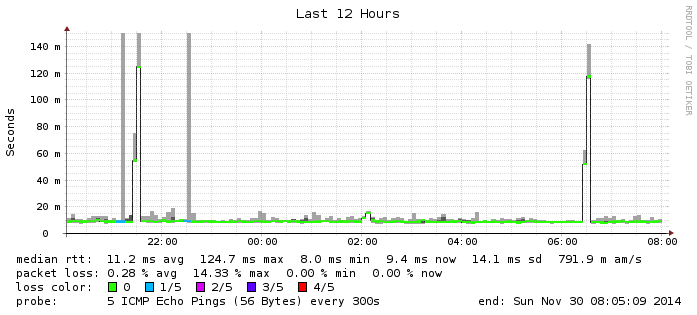 Last 12 Hours
RRDTOOL / TOBI OETIKER
Seconds
140 m
120 m
100 m
80 m
60 m
40 m
20 m
0
22:00 00:00 02:00 04:00 06:00 08:00
median rtt: 11.2 ms avg 124.7 ms max 8.0 ms min 9.4 ms now 14.1 ms sd 791.9 m am/s
packet loss: 0.28 % avg 14.33 % max 0.00 % min 0.00 % now
loss color: 0 1/5 2/5 3/5 4/5
probe: 5 ICMP Echo Pings (56 Bytes) every 300s end: Sun Nov 30 08:05:09 2014